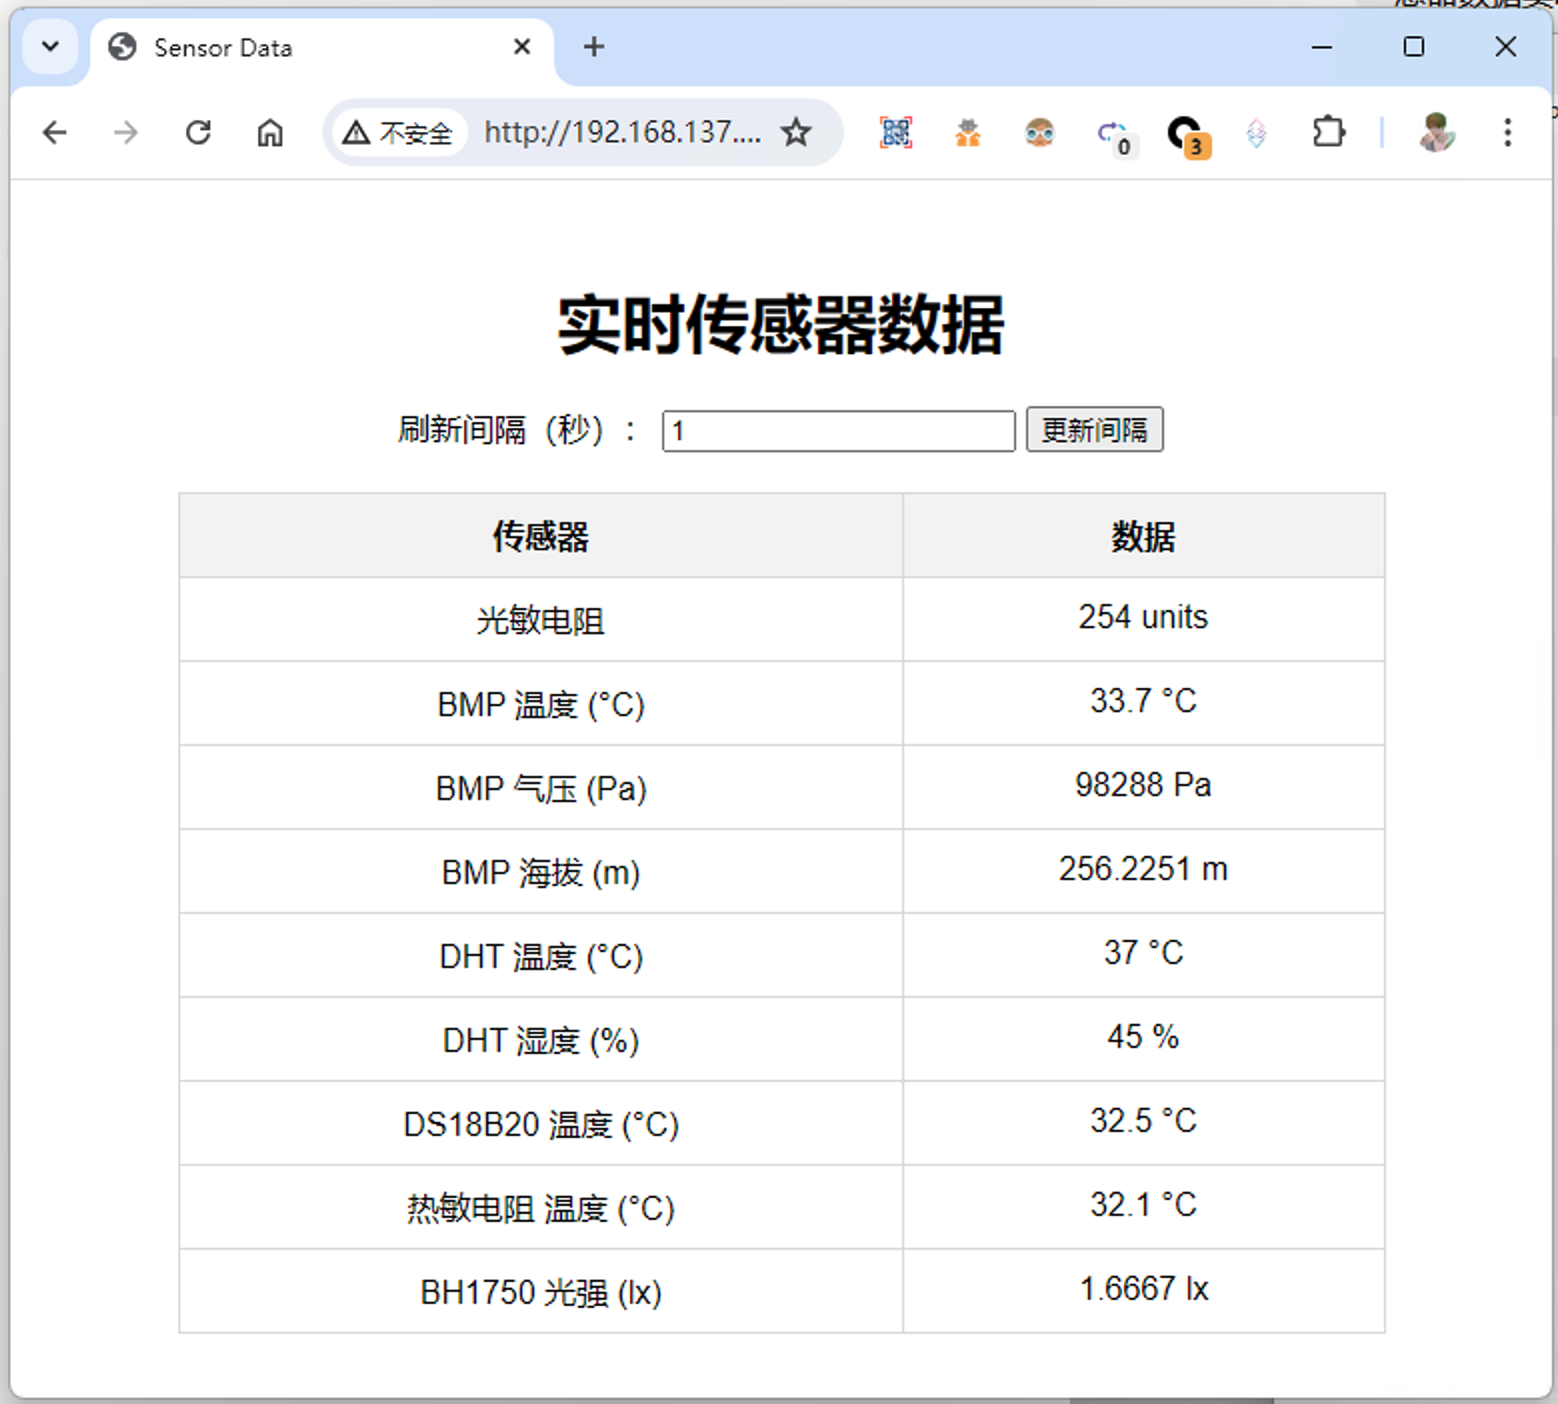 Sensor Data
不安全 http://192.168.137....
0
3
实时传感器数据
刷新间隔（秒）： 1 更新间隔
传感器 数据
光敏电阻 254 units
BMP 温度 (°C) 33.7 °C
BMP 气压 (Pa) 98288 Pa
BMP 海拔 (m) 256.2251 m
DHT 温度 (°C) 37 °C
DHT 湿度 (%) 45 %
DS18B20 温度 (°C) 32.5 °C
热敏电阻 温度 (°C) 32.1 °C
BH1750 光强 (lx) 1.6667 lx